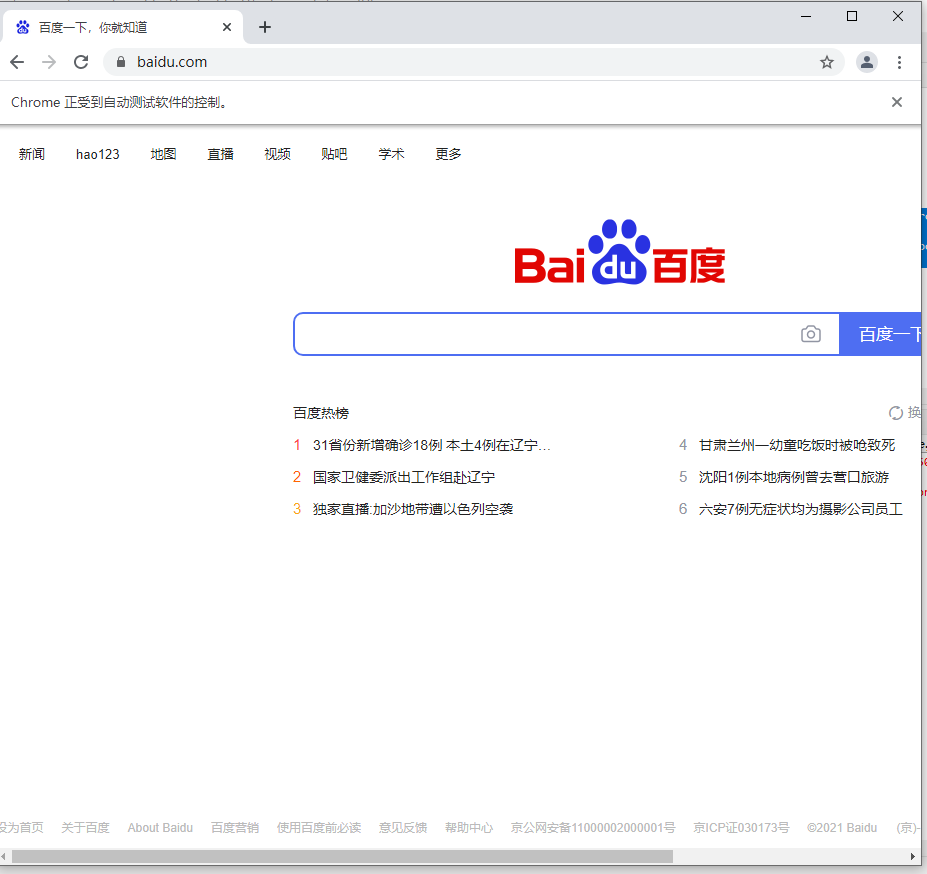 百度一下，你就知道
baidu.com
Chrome 正受到自动测试软件的控制。
新闻 hao123 地图 直播 视频 贴吧 学术 更多
Bai du 百度
百度一下
百度热榜 换
1 31省份新增确诊18例 本土4例在辽宁…
4 甘肃兰州一幼童吃饭时被呛致死
2 国家卫健委派出工作组赴辽宁
5 沈阳1例本地病例曾去营口旅游
3 独家直播:加沙地带遭以色列空袭
6 六安7例无症状均为摄影公司员工
设为首页 关于百度 About Baidu 百度营销 使用百度前必读 意见反馈 帮助中心 京公网安备11000002000001号 京ICP证030173号 ©2021 Baidu (京)-